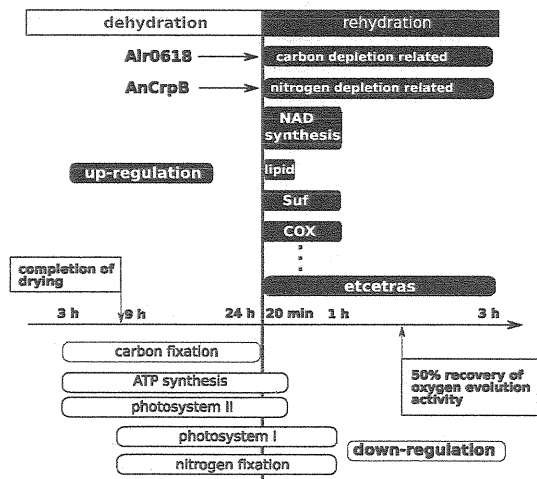 dehydration
rehydration
Alr0618
carbon depletion related
AnCrpB
nitrogen depletion related
NAD
synthesis
up-regulation
lipid
Suf
COX
etcetras
completion of
drying
3 h
9 h
24 h
20 min
1 h
3 h
carbon fixation
ATP synthesis
photosystem II
photosystem I
nitrogen fixation
50% recovery of
oxygen evolution
activity
down-regulation